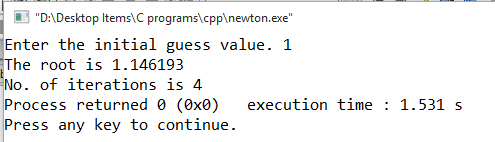 "D:\Desktop Items\C programs\cpp\newton.exe"
Enter the initial guess value. 1
The root is 1.146193
No. of iterations is 4
Process returned 0 (0x0)   execution time : 1.531 s
Press any key to continue.